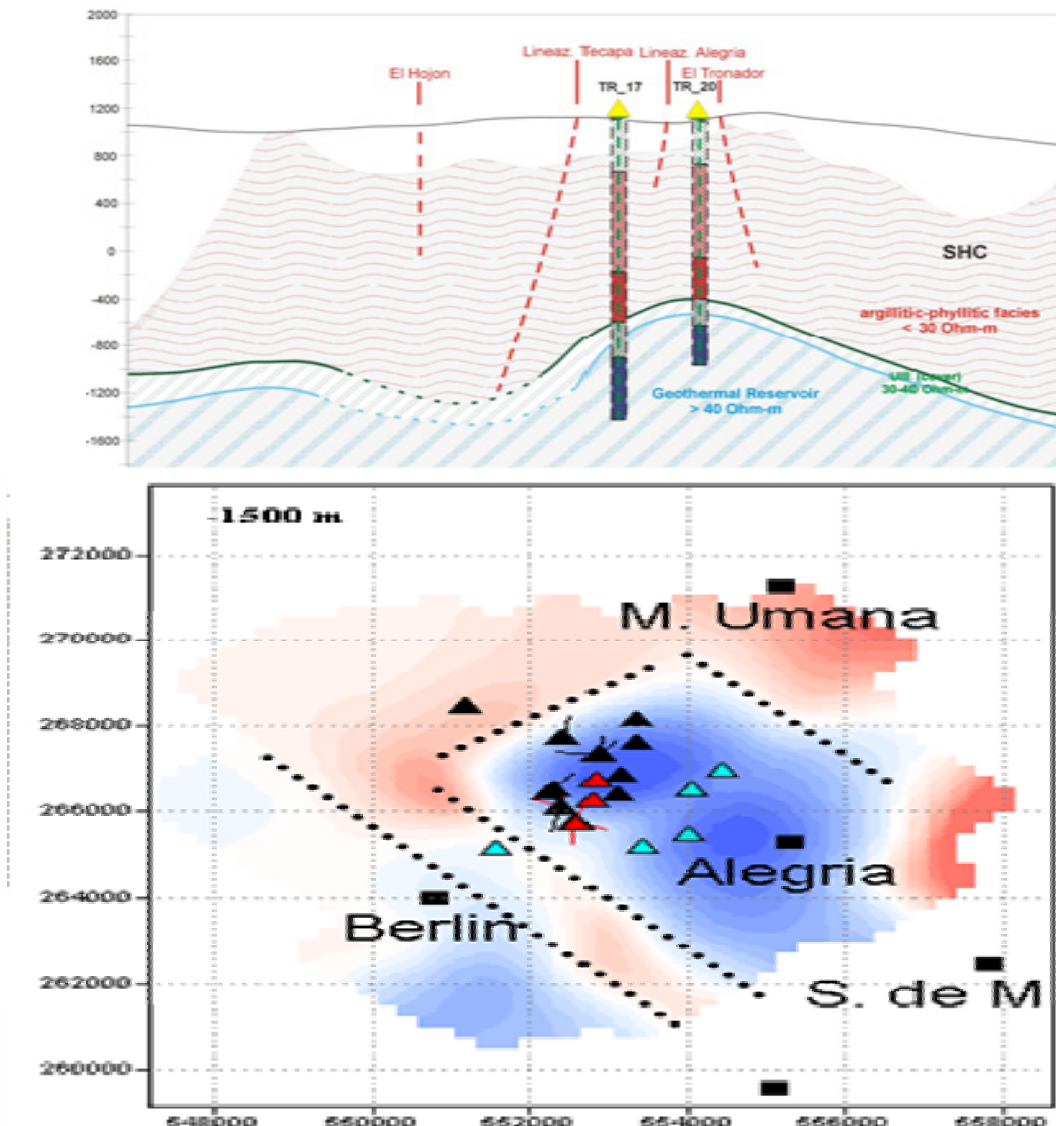 2000
1600
1200
800
400
0
-400
-800
-1200
-1600
El Hojon
Lineaz. Tecapa
Lineaz. Alegria
El Tronador
TR_17
TR_20
SHC
argillitic-phyllitic facies
< 30 Ohm-m
(cover)
Geothermal Reservoir
> 40 Ohm-m
-1500 m
272000
270000
268000
266000
264000
262000
260000
M. Umana
Alegria
Berlin
S. de M
548000
550000
552000
554000
556000
558000